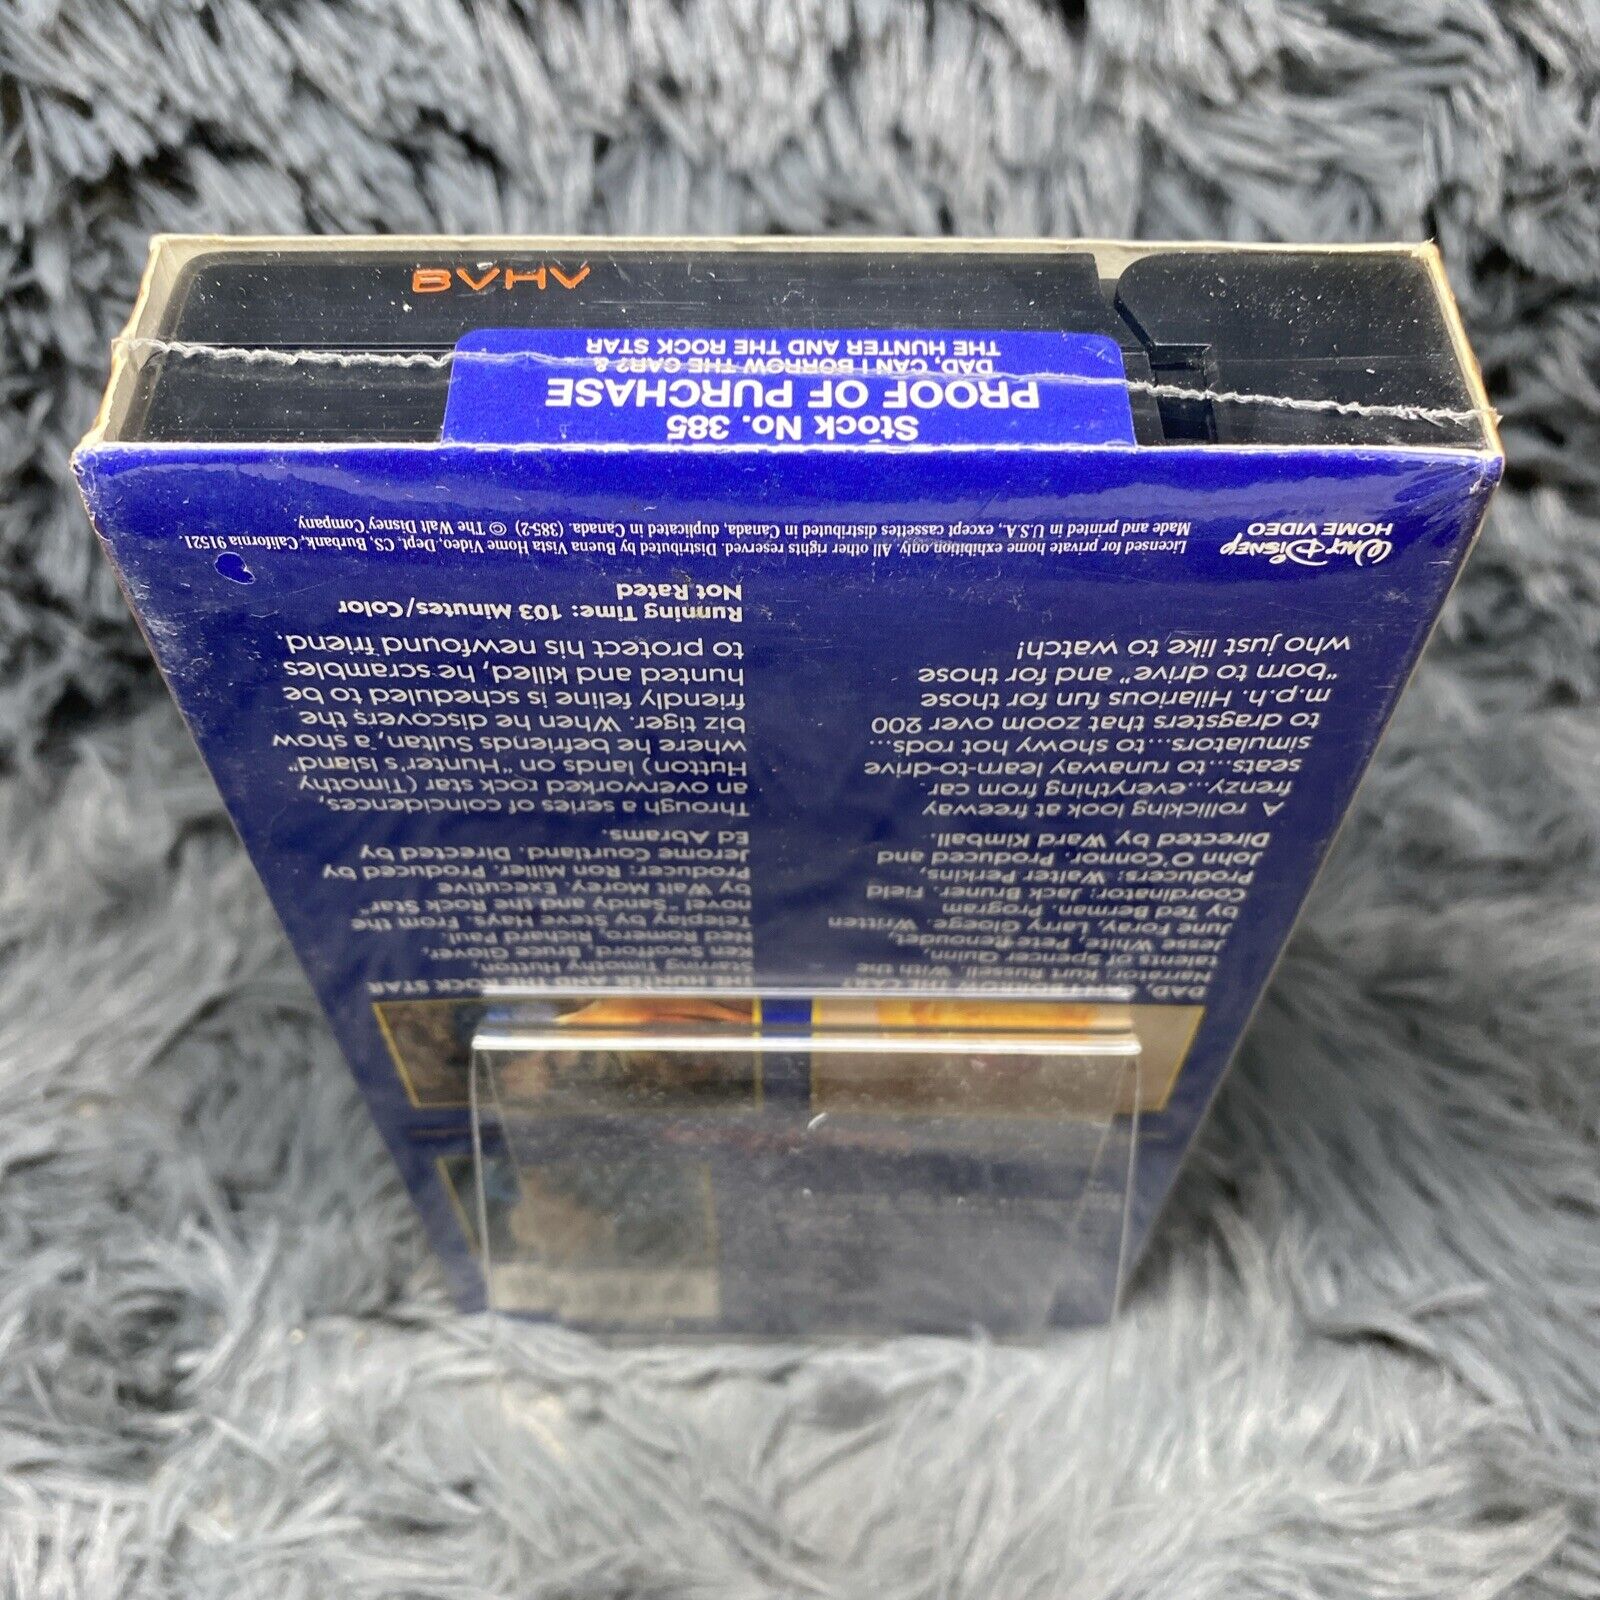 BVHV
Stock No. 385
PROOF OF PURCHASE
DAD, CAN I BORROW THE CAR? &
THE HUNTER AND THE ROCK STAR
DAD, CAN I BORROW THE CAR?
Narrator: Kurt Russell. With the
talents of Spencer Quinn,
Jesse White, Pete Renoudet,
June Foray, Larry Gloege. Written
by Ted Berman. Program
Coordinator: Jack Bruner. Field
Producers: Walter Perkins,
John O'Connor. Produced and
Directed by Ward Kimball.
A rollicking look at freeway
frenzy...everything from car
seats...to runaway learn-to-drive
simulators...to showy hot rods...
to dragsters that zoom over 200
m.p.h. Hilarious fun for those
"born to drive" and for those
who just like to watch!
THE HUNTER AND THE ROCK STAR
Starring Timothy Hutton,
Ken Swofford, Bruce Glover,
Ned Romero, Richard Paul.
Teleplay by Steve Hays. From the
novel "Sandy and the Rock Star"
by Walt Morey. Executive
Producer: Ron Miller. Produced by
Jerome Courtland. Directed by
Ed Abrams.
Through a series of coincidences,
an overworked rock star (Timothy
Hutton) lands on "Hunter's Island"
where he befriends Sultan, a show
biz tiger. When he discovers the
friendly feline is scheduled to be
hunted and killed, he scrambles
to protect his newfound friend.
Running Time: 103 Minutes/Color
Not Rated
WALT DISNEY
HOME VIDEO
Licensed for private home exhibition only. All other rights reserved. Distributed by Buena Vista Home Video, Dept. CS, Burbank, California 91521.
Made and printed in U.S.A., except cassettes distributed in Canada, duplicated in Canada. (385-2) © The Walt Disney Company.